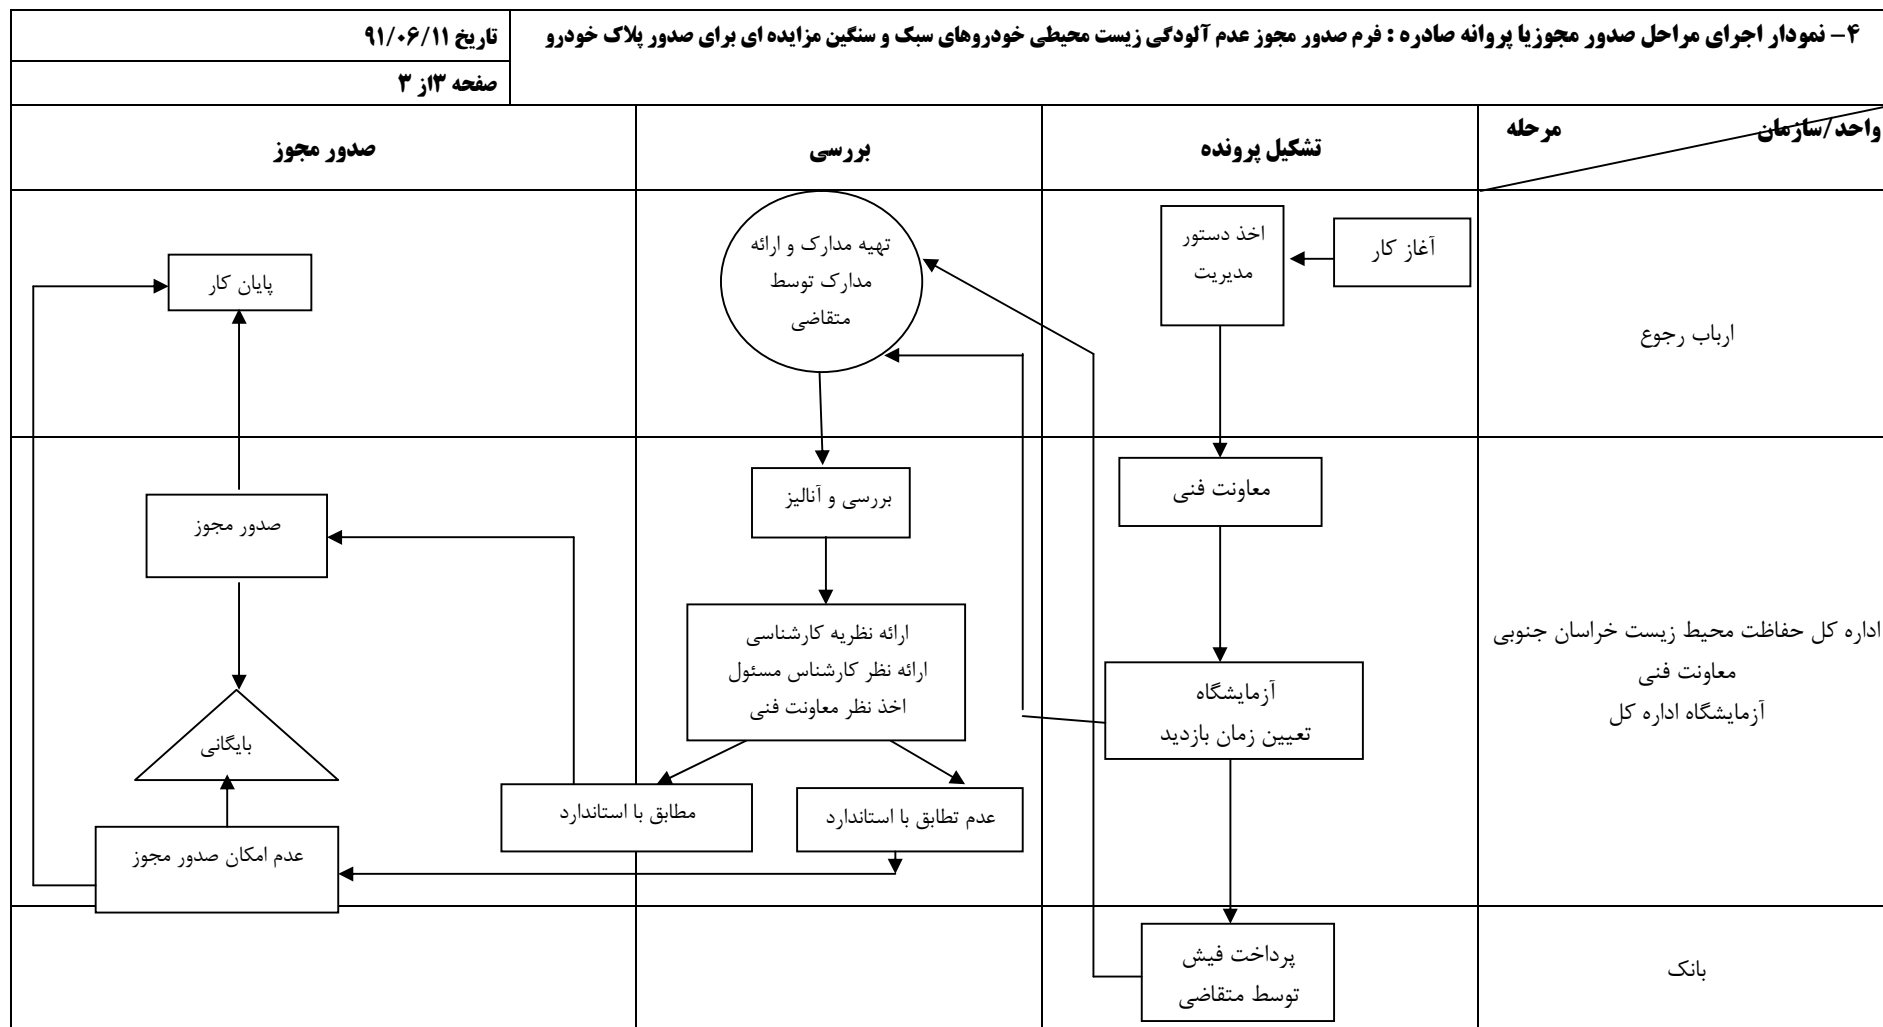 ۴- نمودار اجرای مراحل صدور مجوزیا پروانه صادره : فرم صدور مجوز عدم آلودگی زیست محیطی خودروهای سبک و سنگین مزایده ای برای صدور پلاک خودرو
تاریخ ۹۱/۰۶/۱۱
صفحه ۳از ۳
واحد/سازمان
مرحله
تشکیل پرونده
بررسی
صدور مجوز
ارباب رجوع
آغاز کار
اخذ دستور
مدیریت
تهیه مدارک و ارائه
مدارک توسط
متقاضی
پایان کار
اداره کل حفاظت محیط زیست خراسان جنوبی
معاونت فنی
آزمایشگاه اداره کل
معاونت فنی
آزمایشگاه
تعیین زمان بازدید
بررسی و آنالیز
ارائه نظریه کارشناسی
ارائه نظر کارشناس مسئول
اخذ نظر معاونت فنی
عدم تطابق با استاندارد
مطابق با استاندارد
صدور مجوز
بایگانی
عدم امکان صدور مجوز
بانک
پرداخت فیش
توسط متقاضی